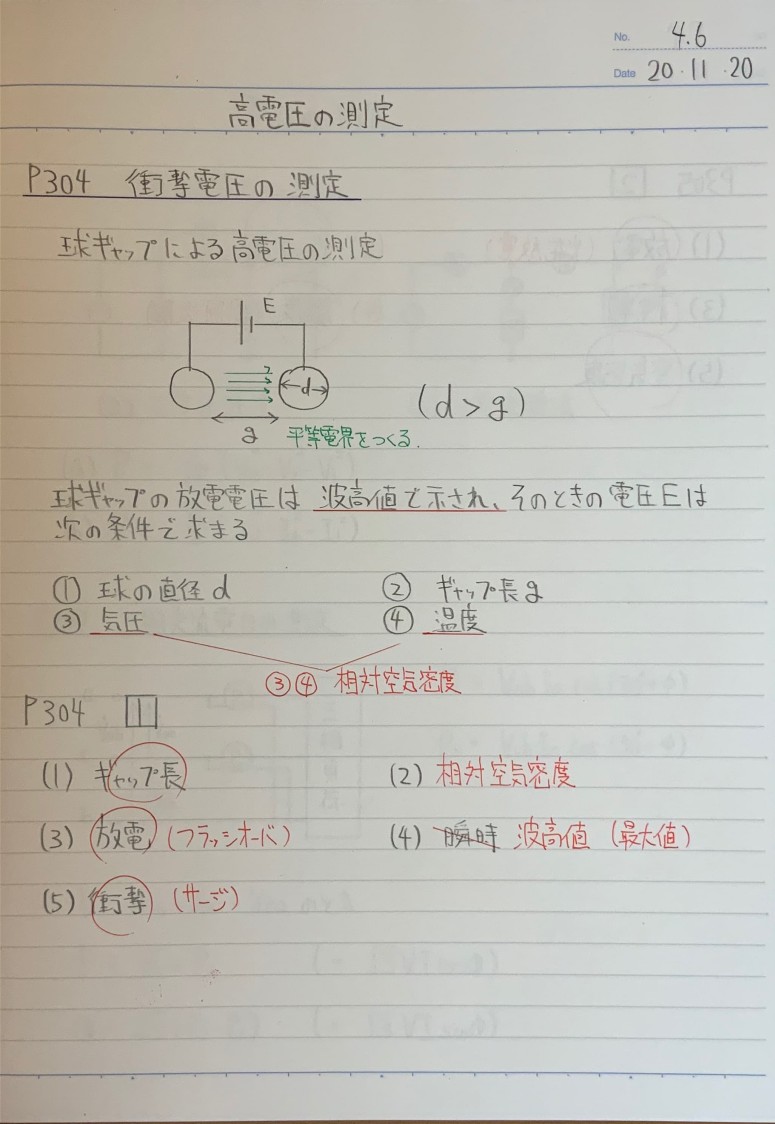 No. 4.6
Date 20・11・20
高電圧の測定
P304 衝撃電圧の測定
球ギャップによる高電圧の測定
E
d
g
(d>g)
平等電界をつくる.
球ギャップの放電電圧は 波高値で示され、そのときの電圧Eは
次の条件で求まる
① 球の直径d ② ギャップ長g
③ 気圧 ④ 温度
③④ 相対空気密度
P304 1
(1) ギャップ長 (2) 相対空気密度
(3) 放電 (フラッシオーバ) (4) 瞬時 波高値 (最大値)
(5) 衝撃 (サージ)